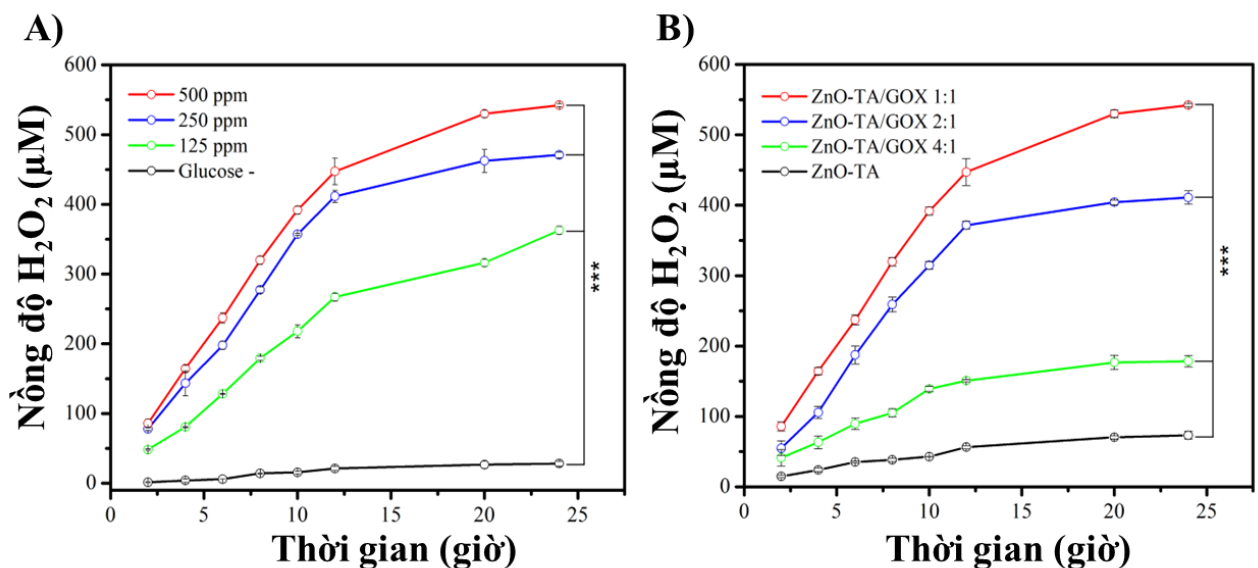 A)
600
500
400
300
200
100
0
0 5 10 15 20 25
500 ppm
250 ppm
125 ppm
Glucose -
***
Nồng độ H₂O₂ (μM)
Thời gian (giờ)
B)
600
500
400
300
200
100
0
0 5 10 15 20 25
ZnO-TA/GOX 1:1
ZnO-TA/GOX 2:1
ZnO-TA/GOX 4:1
ZnO-TA
***
Nồng độ H₂O₂ (μM)
Thời gian (giờ)